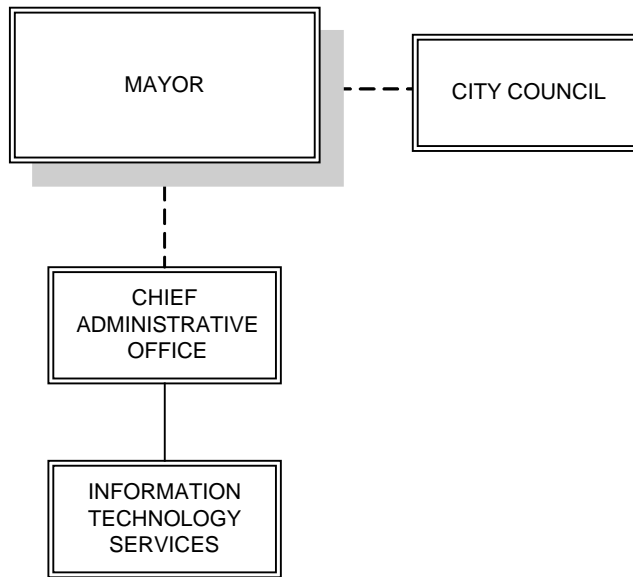 MAYOR
CITY COUNCIL
CHIEF
ADMINISTRATIVE
OFFICE
INFORMATION
TECHNOLOGY
SERVICES